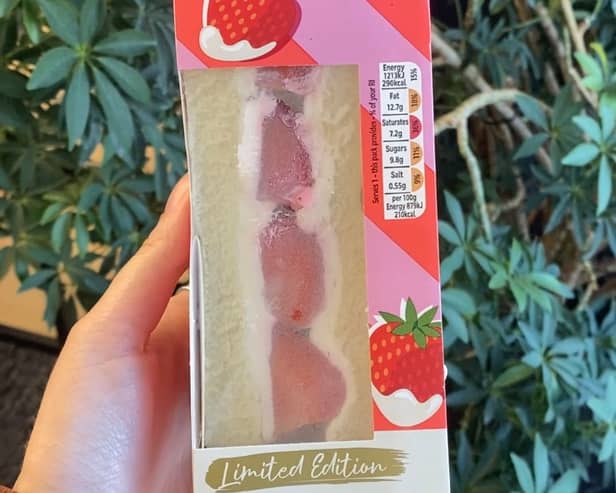 Energy
1213kJ
290kcal
15%
Fat
12.7g
18%
Saturates
7.2g
36%
Sugars
9.8g
11%
Salt
0.55g
9%
per 100g
Energy 879kJ
210kcal
Serves 1 - this pack provides • % of your RI
Limited Edition